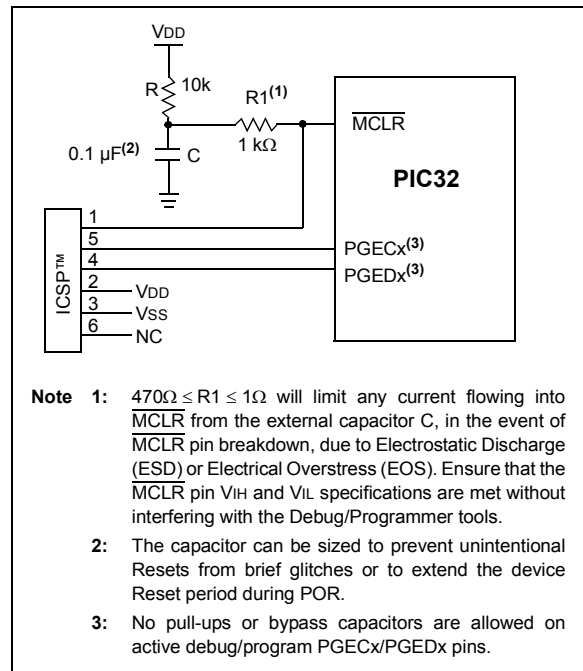 VDD
R 10k
R1(1)
1 kΩ
0.1 µF(2) C
MCLR
PIC32
ICSP™
1
5 PGECx(3)
4 PGEDx(3)
2 VDD
3 VSS
6 NC
Note 1: 470Ω ≤ R1 ≤ 1Ω will limit any current flowing into
MCLR from the external capacitor C, in the event of
MCLR pin breakdown, due to Electrostatic Discharge
(ESD) or Electrical Overstress (EOS). Ensure that the
MCLR pin VIH and VIL specifications are met without
interfering with the Debug/Programmer tools.
2: The capacitor can be sized to prevent unintentional
Resets from brief glitches or to extend the device
Reset period during POR.
3: No pull-ups or bypass capacitors are allowed on
active debug/program PGECx/PGEDx pins.